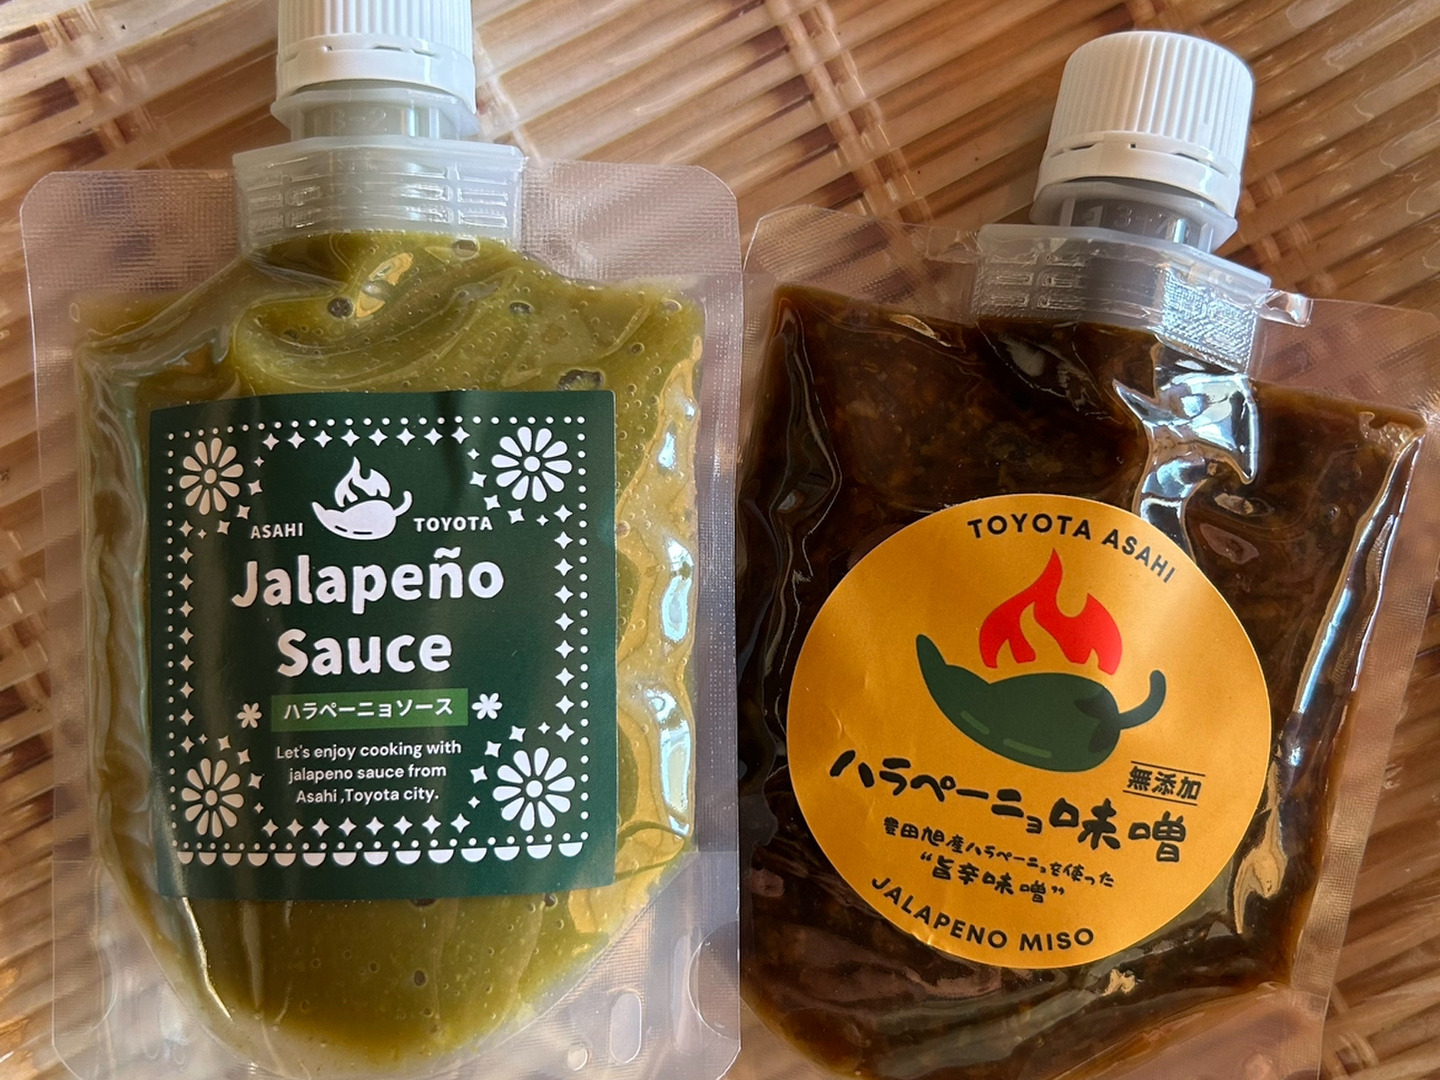 ASAHI TOYOTA
Jalapeño
Sauce
ハラペーニョソース
Let's enjoy cooking with
jalapeno sauce from
Asahi ,Toyota city.
TOYOTA ASAHI
ハラペーニョ味噌
無添加
豊田旭産ハラペーニョを使った
“旨辛味噌”
JALAPENO MISO